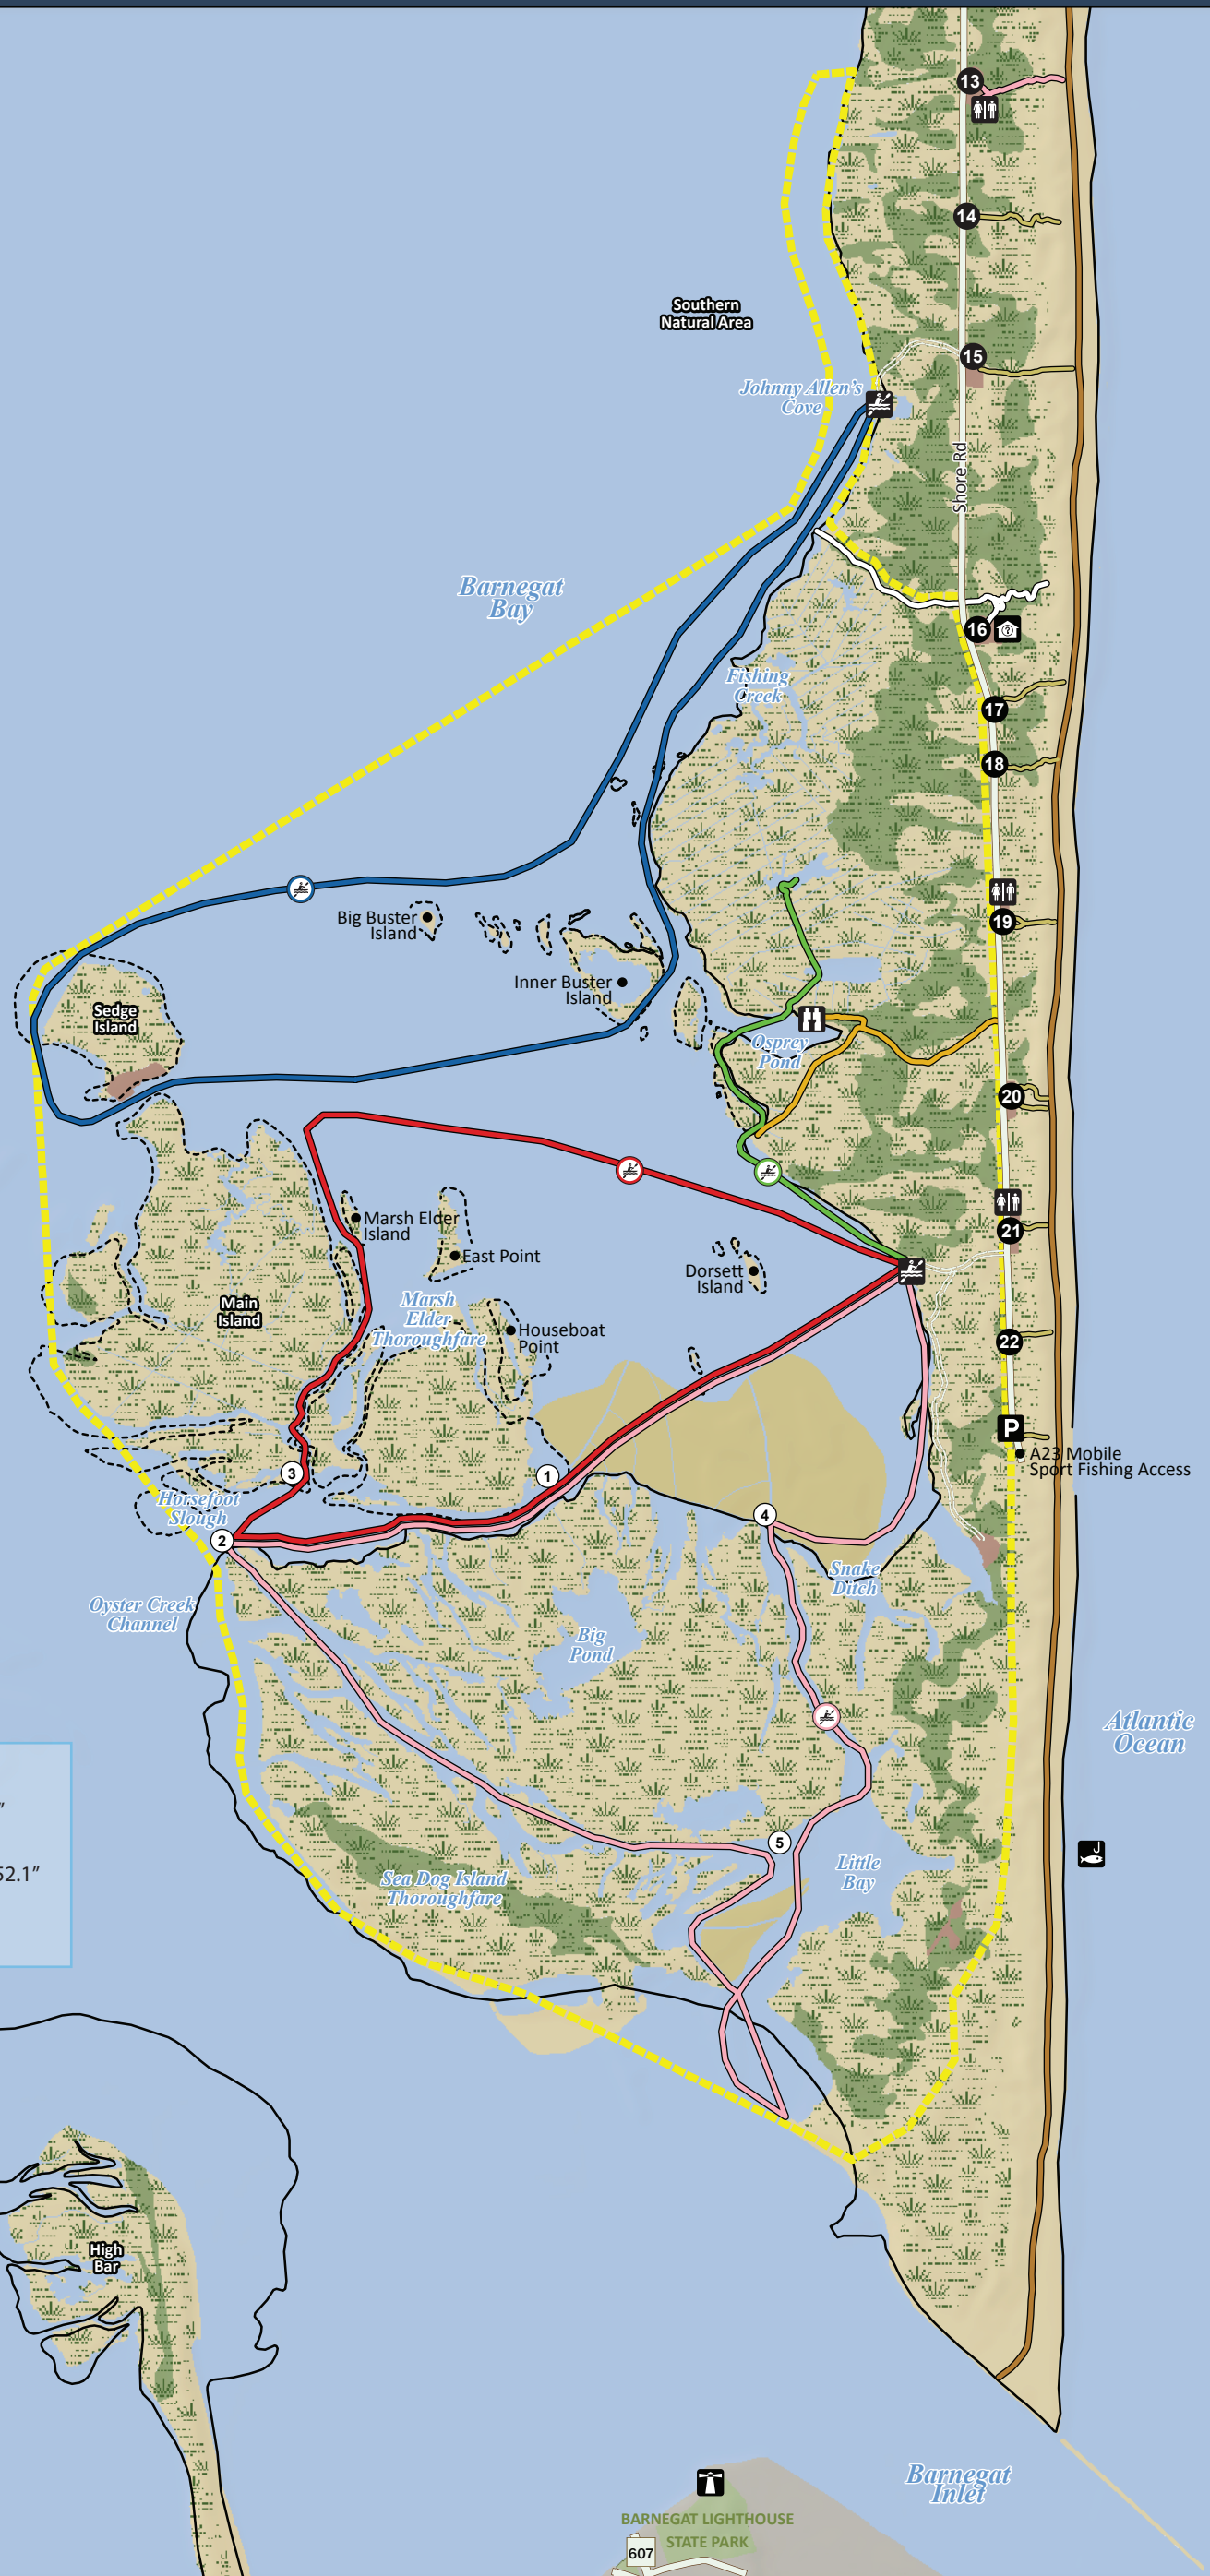 13
14
Southern
Natural Area
15
Johnny Allen's
Cove
Shore Rd
Barnegat
Bay
16
Fishing
Creek
17
18
19
Big Buster
Island
Inner Buster
Island
Sedge
Island
Osprey
Pond
20
Marsh Elder
Island
21
East Point
Dorsett
Island
Main
Island
Marsh
Elder
Thoroughfare
Houseboat
Point
22
P
A23 Mobile
Sport Fishing Access
1
3
Horsefoot
Slough
2
4
Snake
Ditch
Oyster Creek
Channel
Big
Pond
Atlantic
Ocean
"
52.1"
5
Little
Bay
Sea Dog Island
Thoroughfare
High
Bar
Barnegat
Inlet
BARNEGAT LIGHTHOUSE
STATE PARK
607